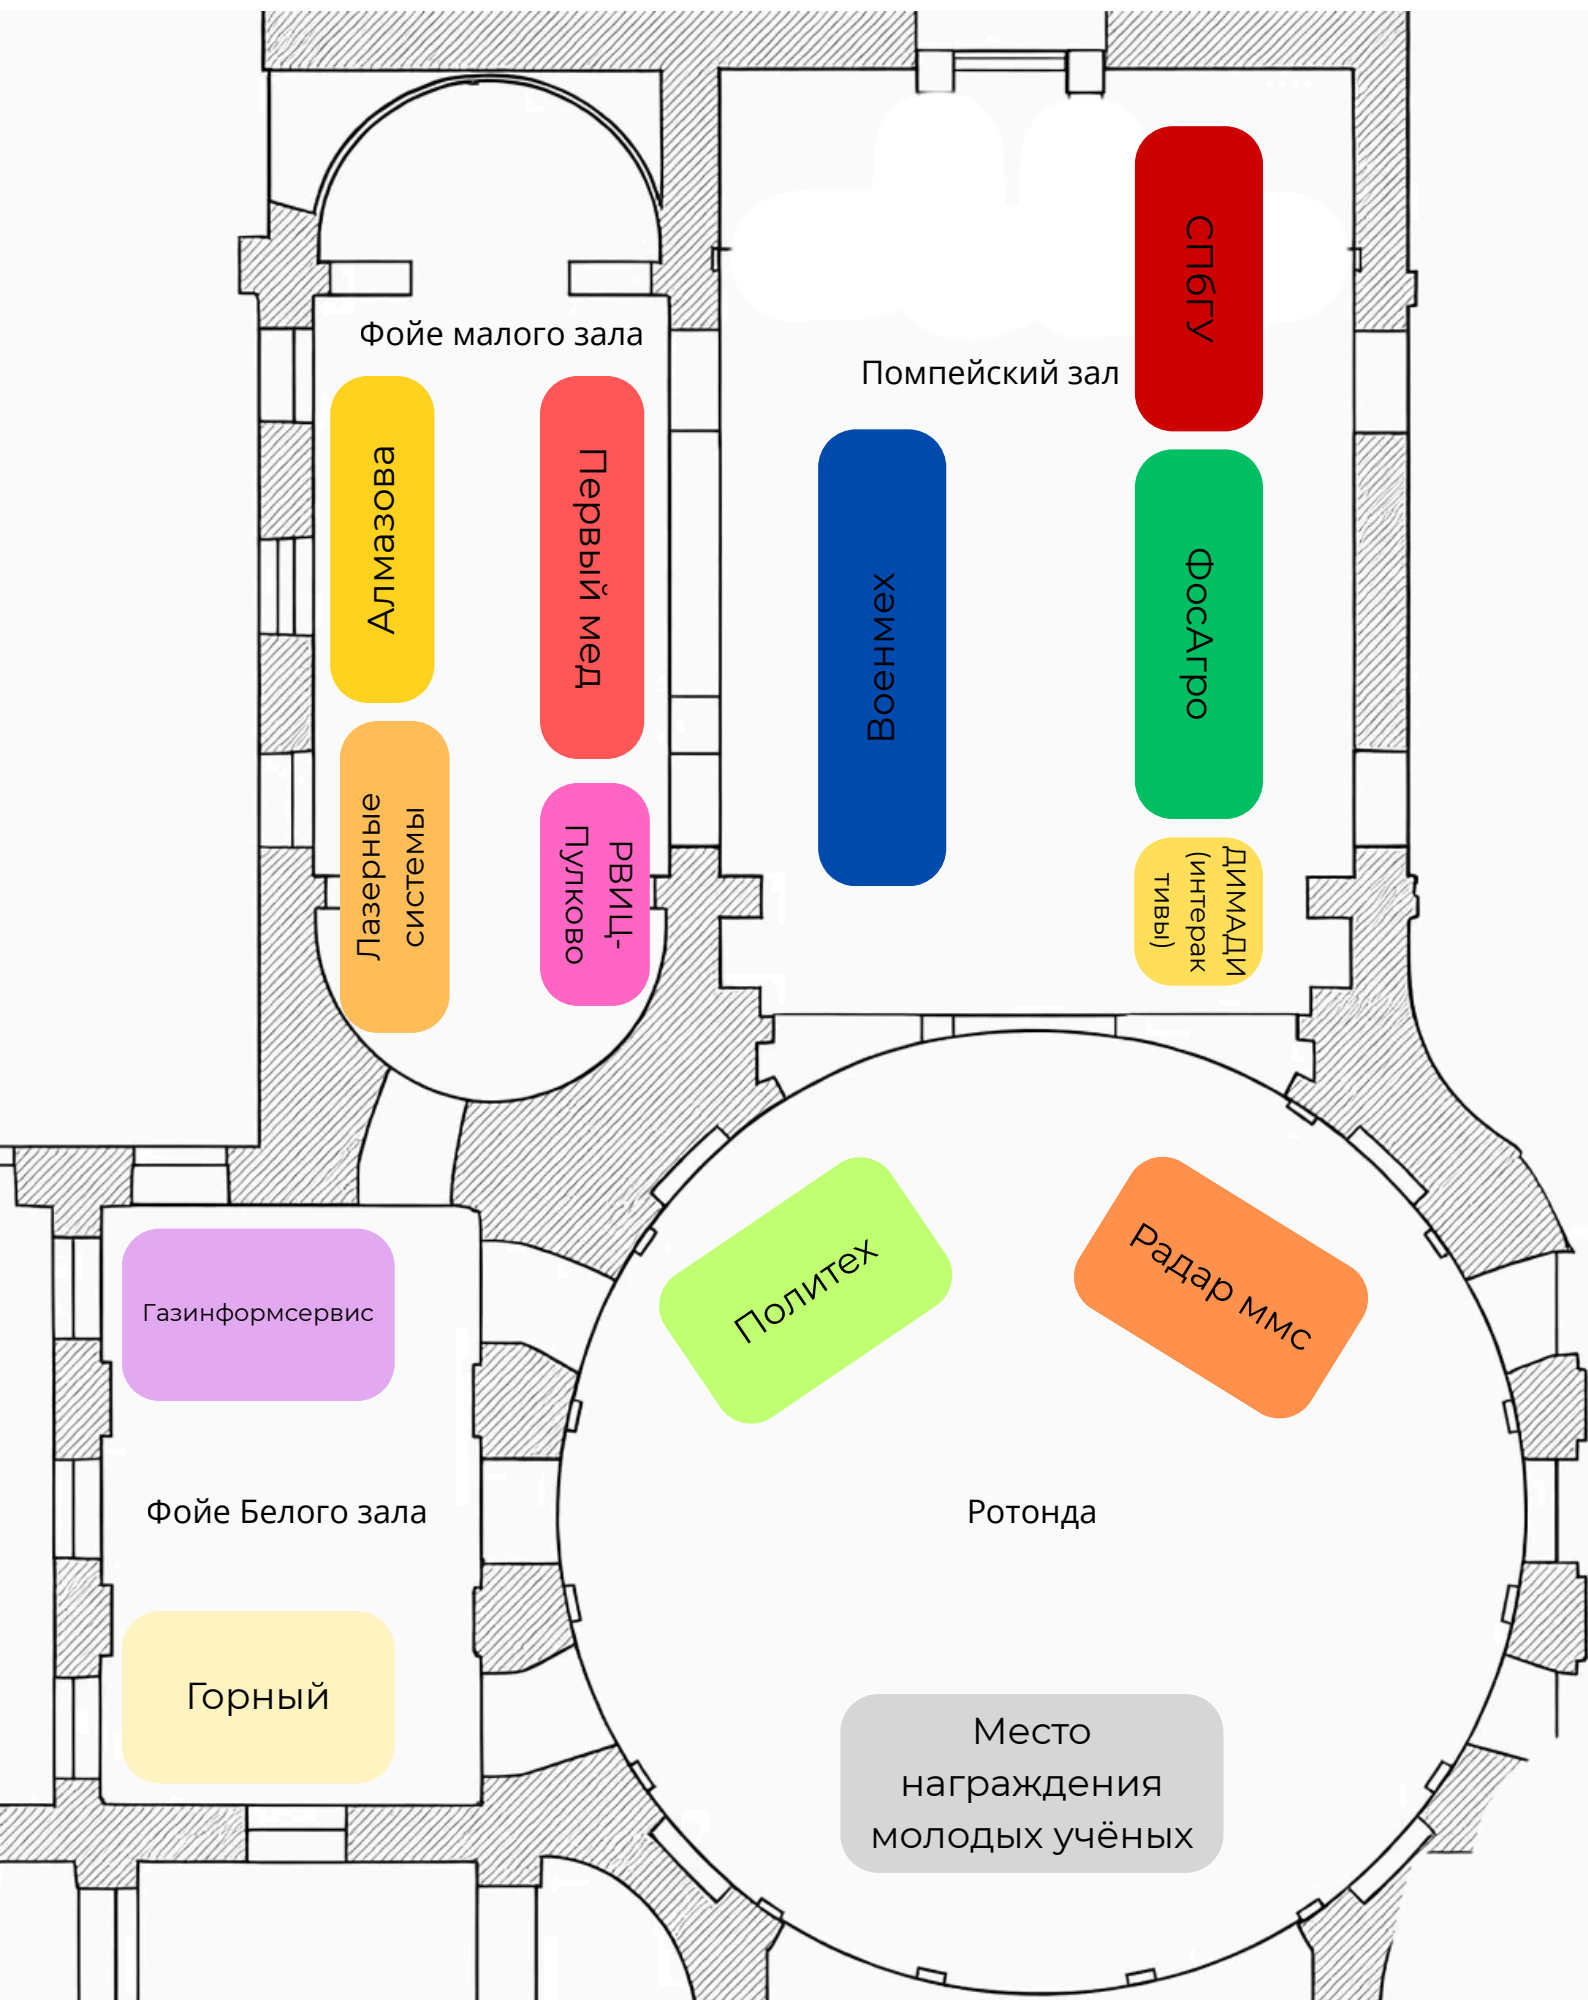 СПбГУ
Фойе малого зала
Помпейский зал
Алмазова
Первый мед
Военмех
ФосАгро
Лазерные
системы
РВИЦ-
Пулково
ДИМАДИ
(интерак
тивы)
Политех
Радар ммс
Газинформсервис
Фойе Белого зала
Ротонда
Горный
Место
награждения
молодых учёных